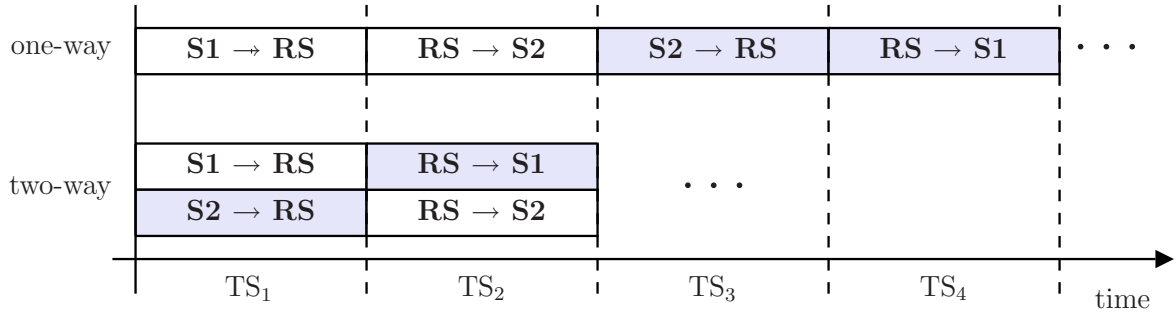 one-way S1 → RS RS → S2 S2 → RS RS → S1 · · ·
S1 → RS RS → S1
two-way · · ·
S2 → RS RS → S2
TS₁ TS₂ TS₃ TS₄ time